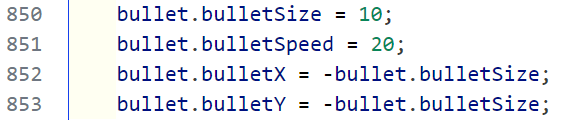 850 bullet.bulletSize = 10;
851 bullet.bulletSpeed = 20;
852 bullet.bulletX = -bullet.bulletSize;
853 bullet.bulletY = -bullet.bulletSize;